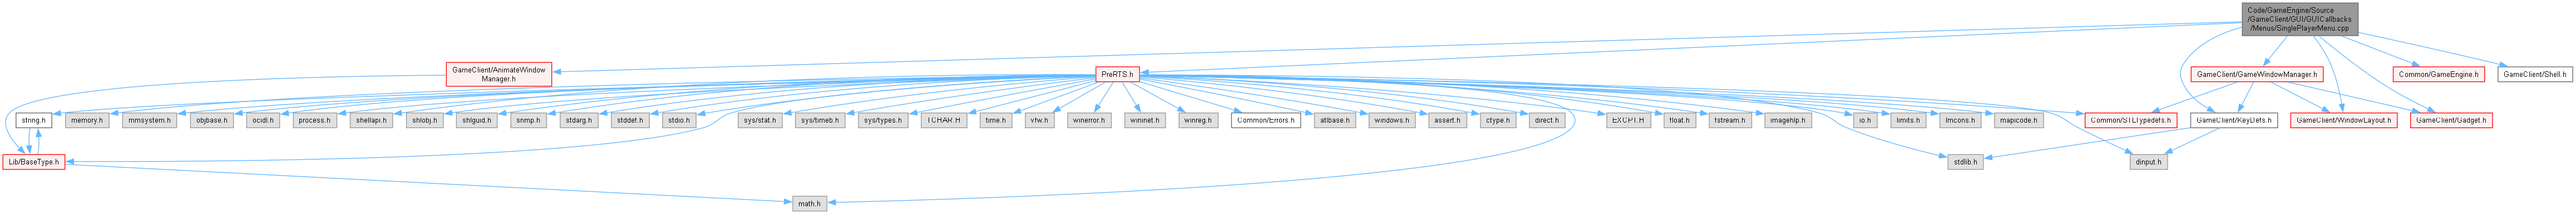 Code/GameEngine/Source
/GameClient/GUI/GUICallbacks
/Menus/SinglePlayerMenu.cpp
GameClient/AnimateWindow
Manager.h
PreRTS.h
GameClient/GameWindowManager.h
Common/GameEngine.h
GameClient/Shell.h
string.h
memory.h
mmsystem.h
objbase.h
ocidl.h
process.h
shellapi.h
shlobj.h
shlguid.h
snmp.h
stdarg.h
stddef.h
stdio.h
sys/stat.h
sys/timeb.h
sys/types.h
TCHAR.H
time.h
vfw.h
winerror.h
wininet.h
winreg.h
Common/Errors.h
atlbase.h
windows.h
assert.h
ctype.h
direct.h
EXCPT.H
float.h
fstream.h
imagehlp.h
io.h
limits.h
lmcons.h
mapicode.h
Common/STLTypedefs.h
GameClient/KeyDefs.h
GameClient/WindowLayout.h
GameClient/Gadget.h
Lib/BaseType.h
stdlib.h
dinput.h
math.h